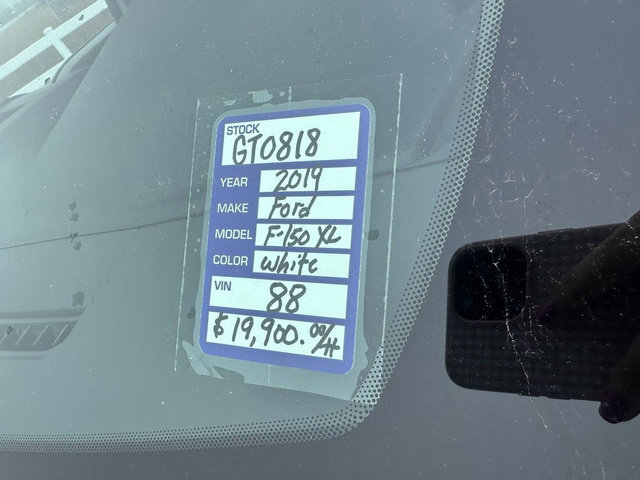 STOCK
GT0818
YEAR 2019
MAKE Ford
MODEL F-150 XL
COLOR white
VIN 88
$19,900.00/